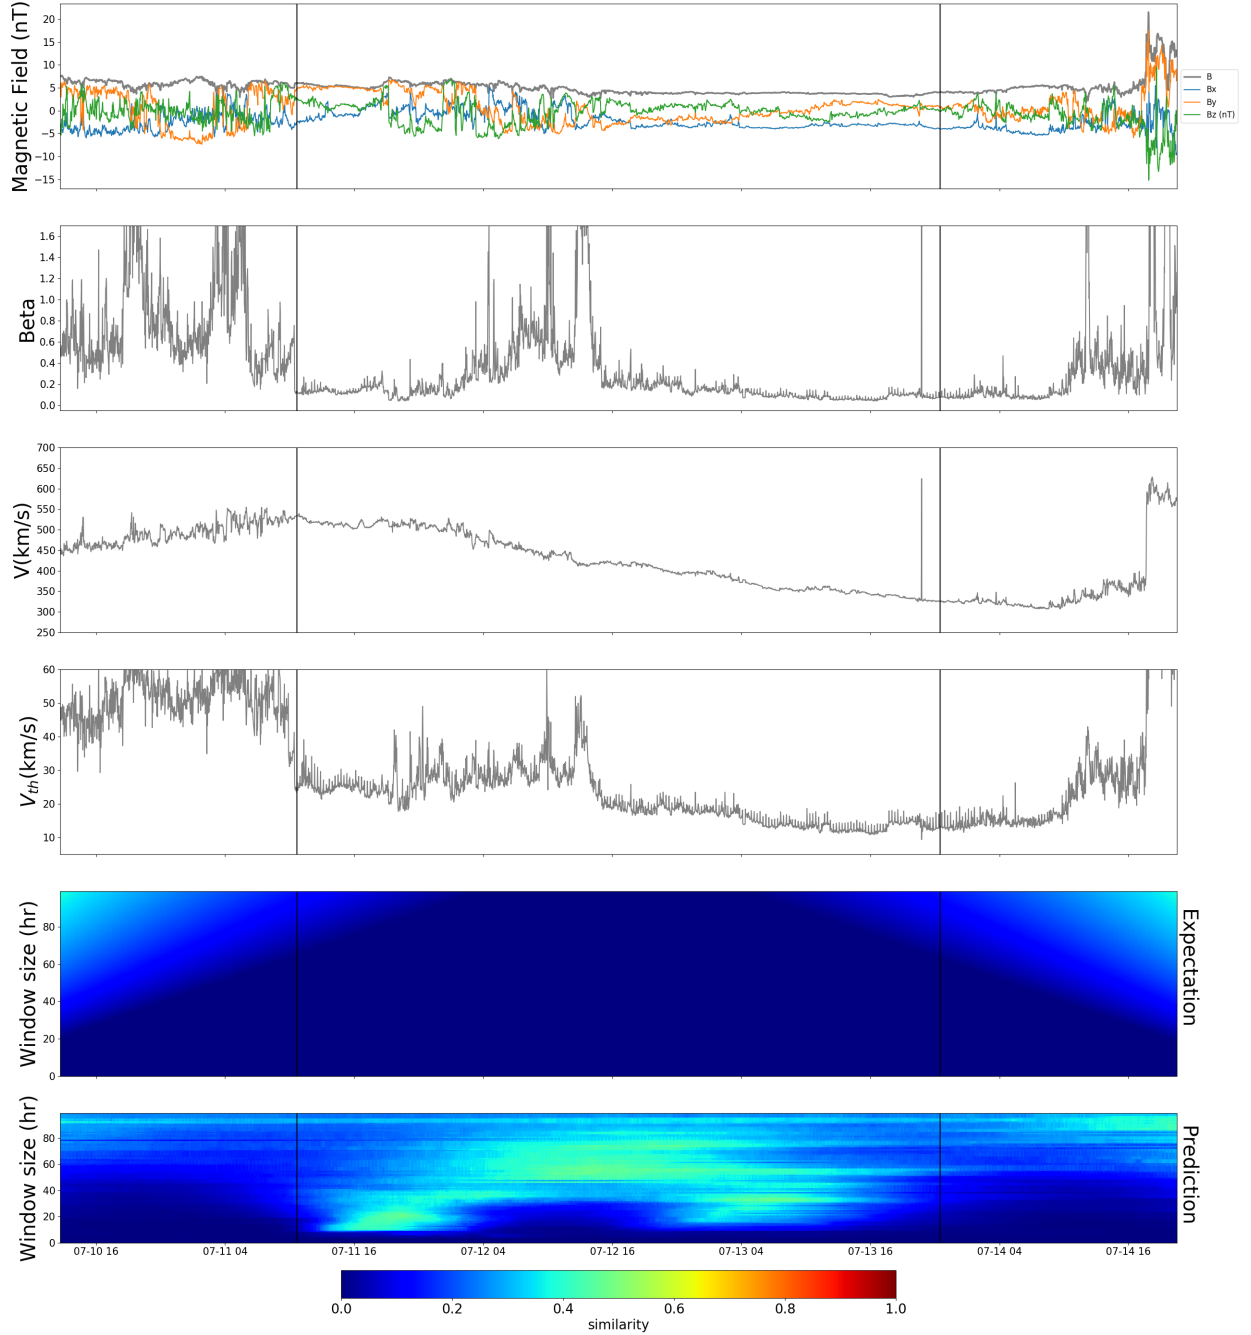 Magnetic Field (nT)
20
15
10
5
0
−5
−10
−15
B
Bx
By
Bz (nT)
Beta
1.6
1.4
1.2
1.0
0.8
0.6
0.4
0.2
0.0
V(km/s)
700
650
600
550
500
450
400
350
300
250
Vth(km/s)
60
50
40
30
20
10
Window size (hr)
80
60
40
20
0
Expectation
Window size (hr)
80
60
40
20
0
Prediction
07-10 16 07-11 04 07-11 16 07-12 04 07-12 16 07-13 04 07-13 16 07-14 04 07-14 16
0.0 0.2 0.4 0.6 0.8 1.0
similarity